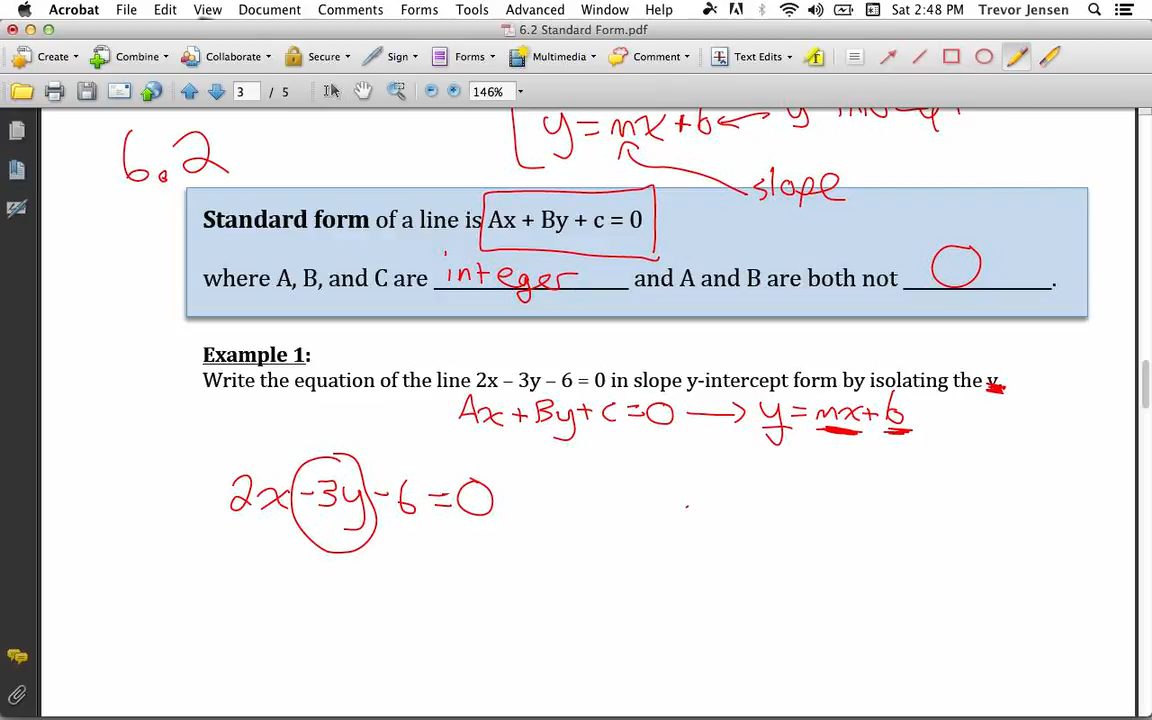 Acrobat File Edit View Document Comments Forms Tools Advanced Window Help Sat 2:48 PM Trevor Jensen
6.2 Standard Form.pdf
Create Combine Collaborate Secure Sign Forms Multimedia Comment Text Edits
3 / 5 146%
y = mx + b y
6.2
slope
Standard form of a line is Ax + By + c = 0
where A, B, and C are integer and A and B are both not 0.
Example 1:
Write the equation of the line 2x – 3y – 6 = 0 in slope y-intercept form by isolating the y.
Ax + By + c = 0 → y = mx + b
2x - 3y - 6 = 0